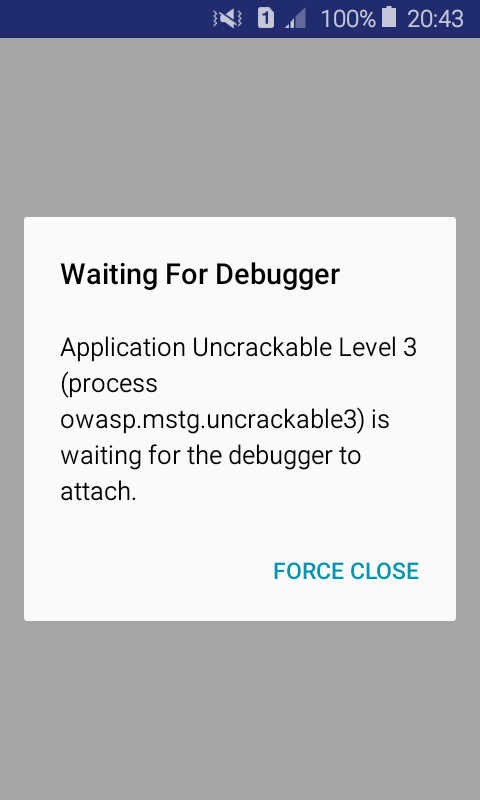 1 100% 20:43
Waiting For Debugger
Application Uncrackable Level 3
(process
owasp.mstg.uncrackable3) is
waiting for the debugger to
attach.
FORCE CLOSE